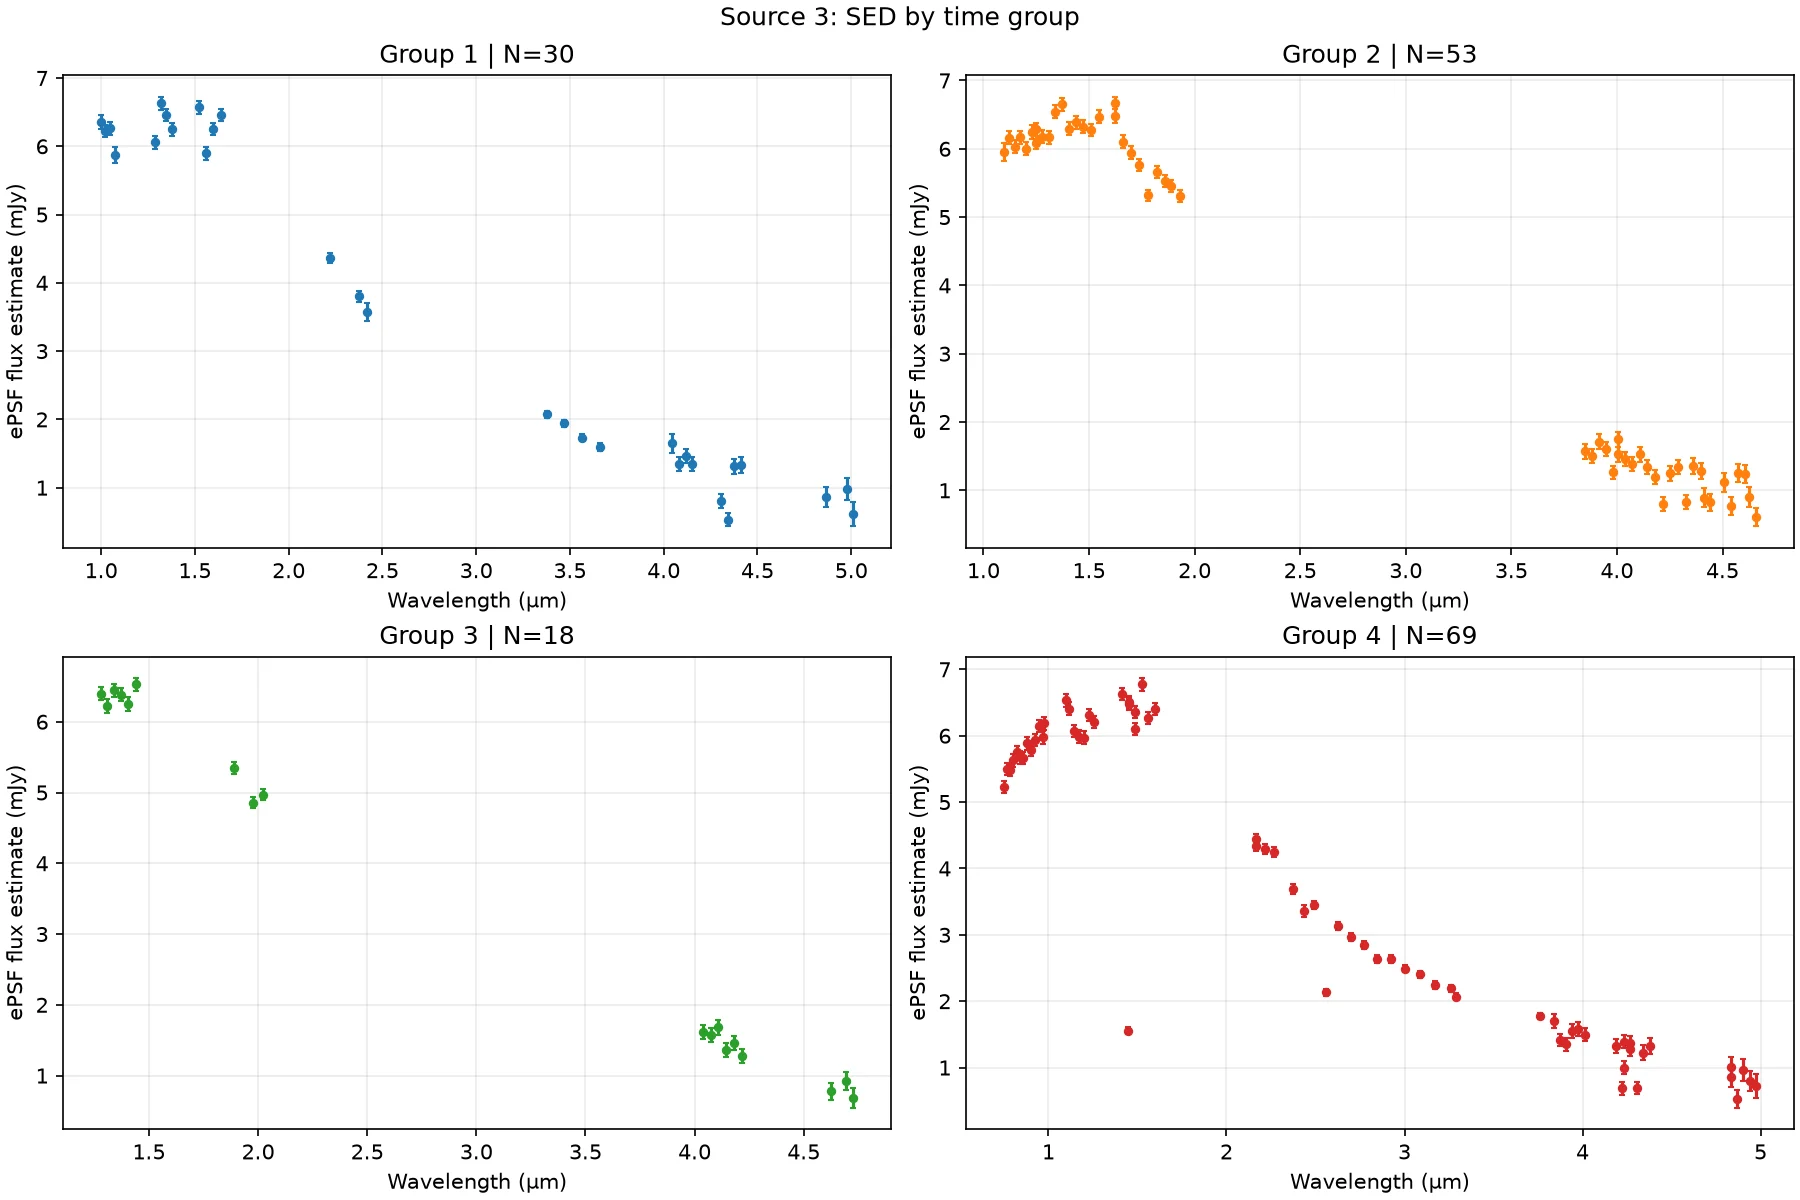 Source 3: SED by time group
Group 1 | N=30
ePSF flux estimate (mJy)
7
6
5
4
3
2
1
1.0 1.5 2.0 2.5 3.0 3.5 4.0 4.5 5.0
Wavelength (μm)
Group 2 | N=53
ePSF flux estimate (mJy)
7
6
5
4
3
2
1
1.0 1.5 2.0 2.5 3.0 3.5 4.0 4.5
Wavelength (μm)
Group 3 | N=18
ePSF flux estimate (mJy)
6
5
4
3
2
1
1.5 2.0 2.5 3.0 3.5 4.0 4.5
Wavelength (μm)
Group 4 | N=69
ePSF flux estimate (mJy)
7
6
5
4
3
2
1
1 2 3 4 5
Wavelength (μm)